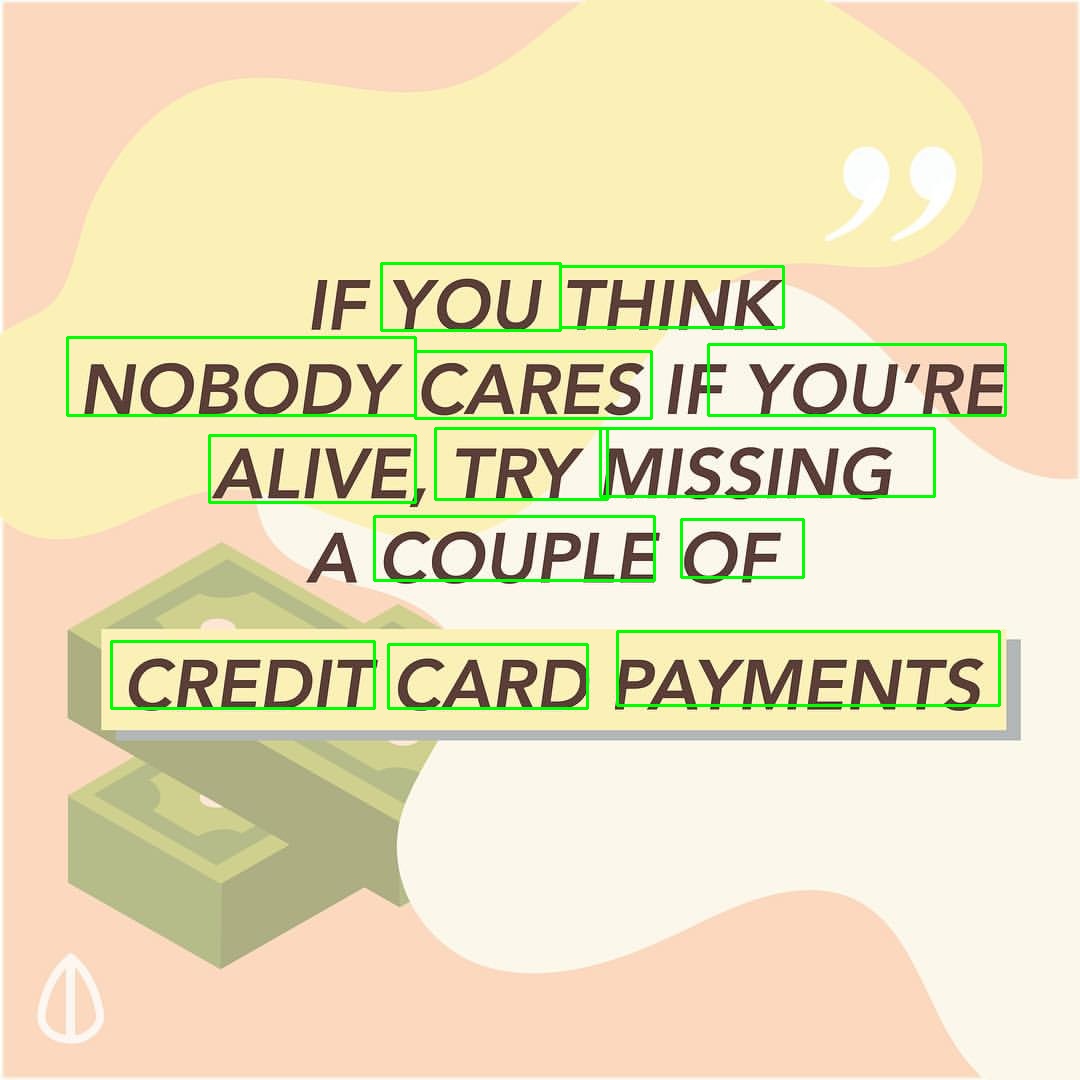 ”
IF YOU THINK
NOBODY CARES IF YOU’RE
ALIVE, TRY MISSING
A COUPLE OF
CREDIT CARD PAYMENTS